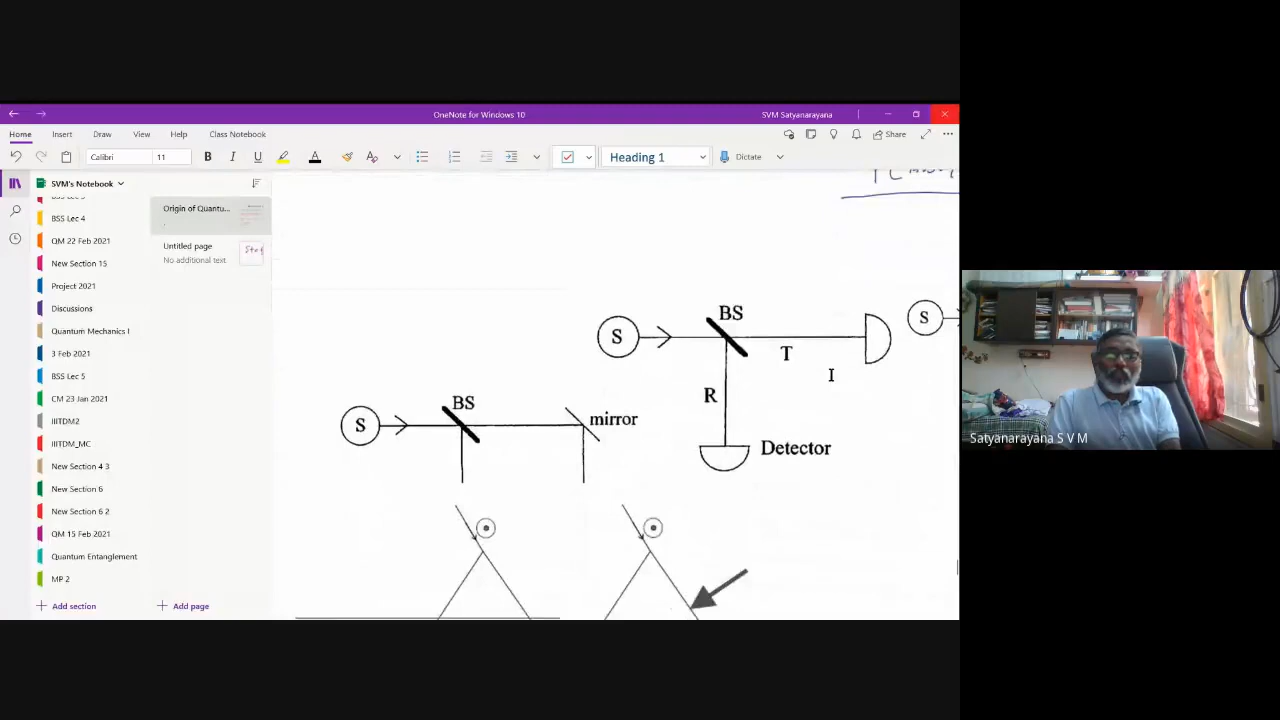 OneNote for Windows 10
SVM Satyanarayana
Home Insert Draw View Help Class Notebook
Share
Calibri 11 B I U A Heading 1 Dictate
SVM's Notebook
BSS Lec 4
QM 22 Feb 2021
New Section 15
Project 2021
Discussions
Quantum Mechanics I
3 Feb 2021
BSS Lec 5
CM 23 Jan 2021
IIITDM2
IIITDM_MC
New Section 4 3
New Section 6
New Section 6 2
QM 15 Feb 2021
Quantum Entanglement
MP 2
Add section
Origin of Quantu...
Untitled page
No additional text
Add page
BS
S
S
T
R
BS
S
mirror
Detector
Satyanarayana S V M